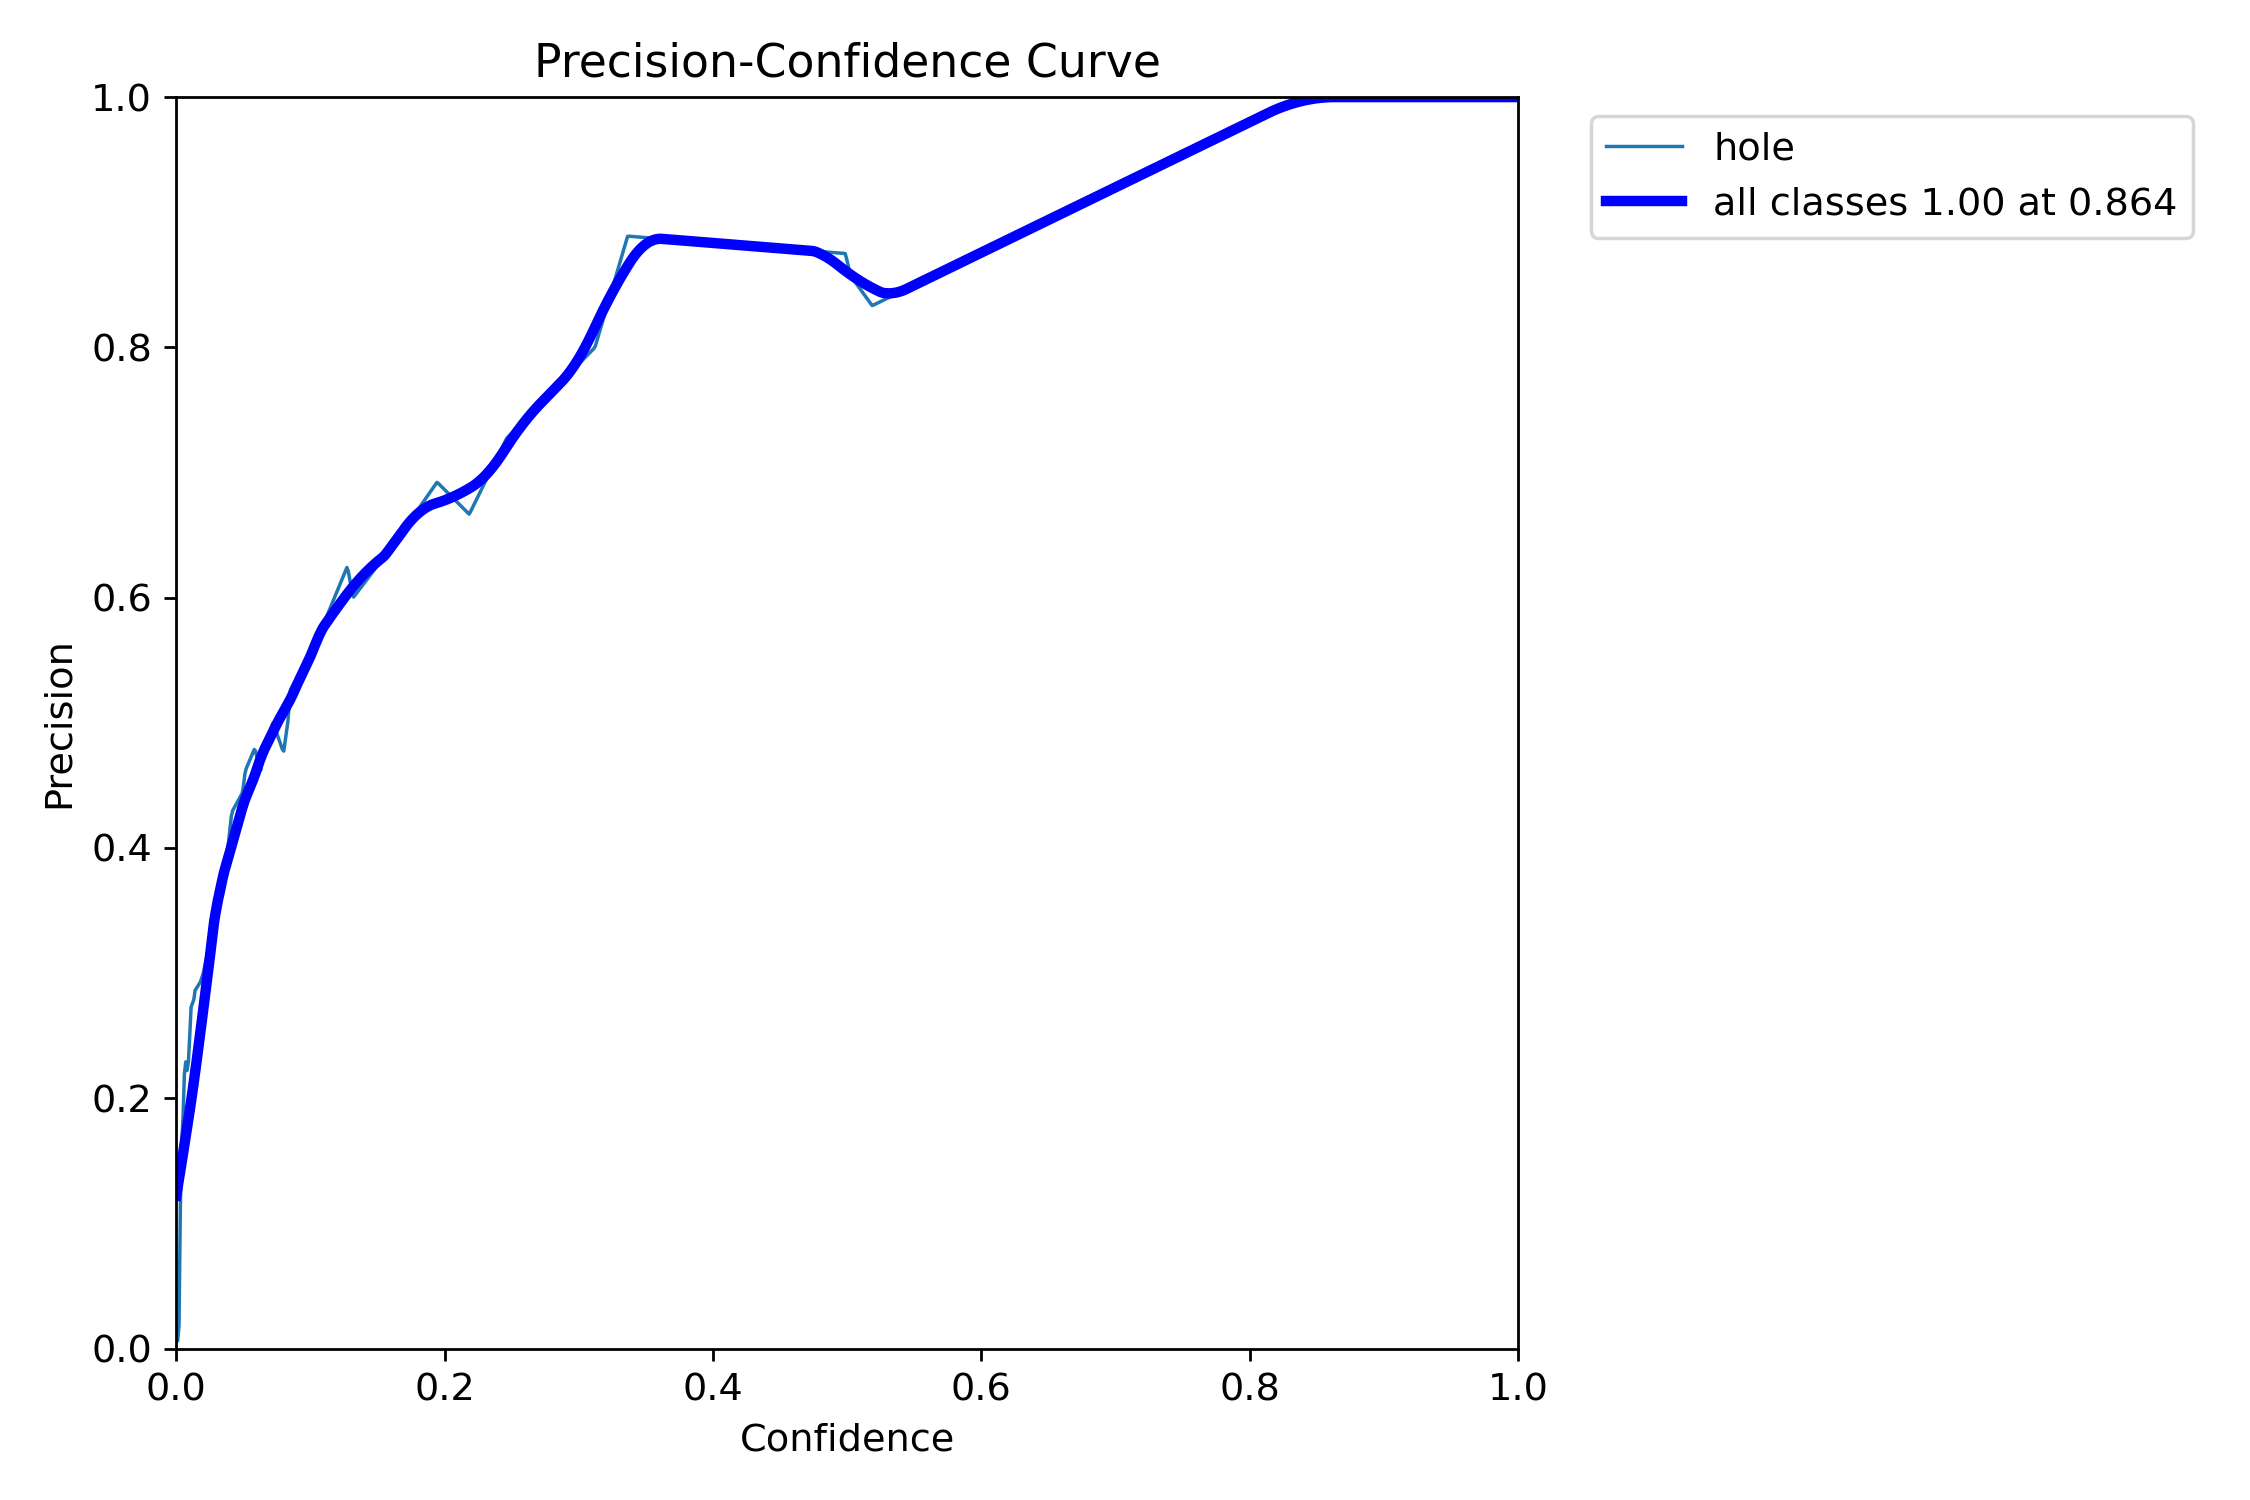 Precision-Confidence Curve
1.0
0.8
0.6
0.4
0.2
0.0
Precision
0.0 0.2 0.4 0.6 0.8 1.0
Confidence
hole
all classes 1.00 at 0.864